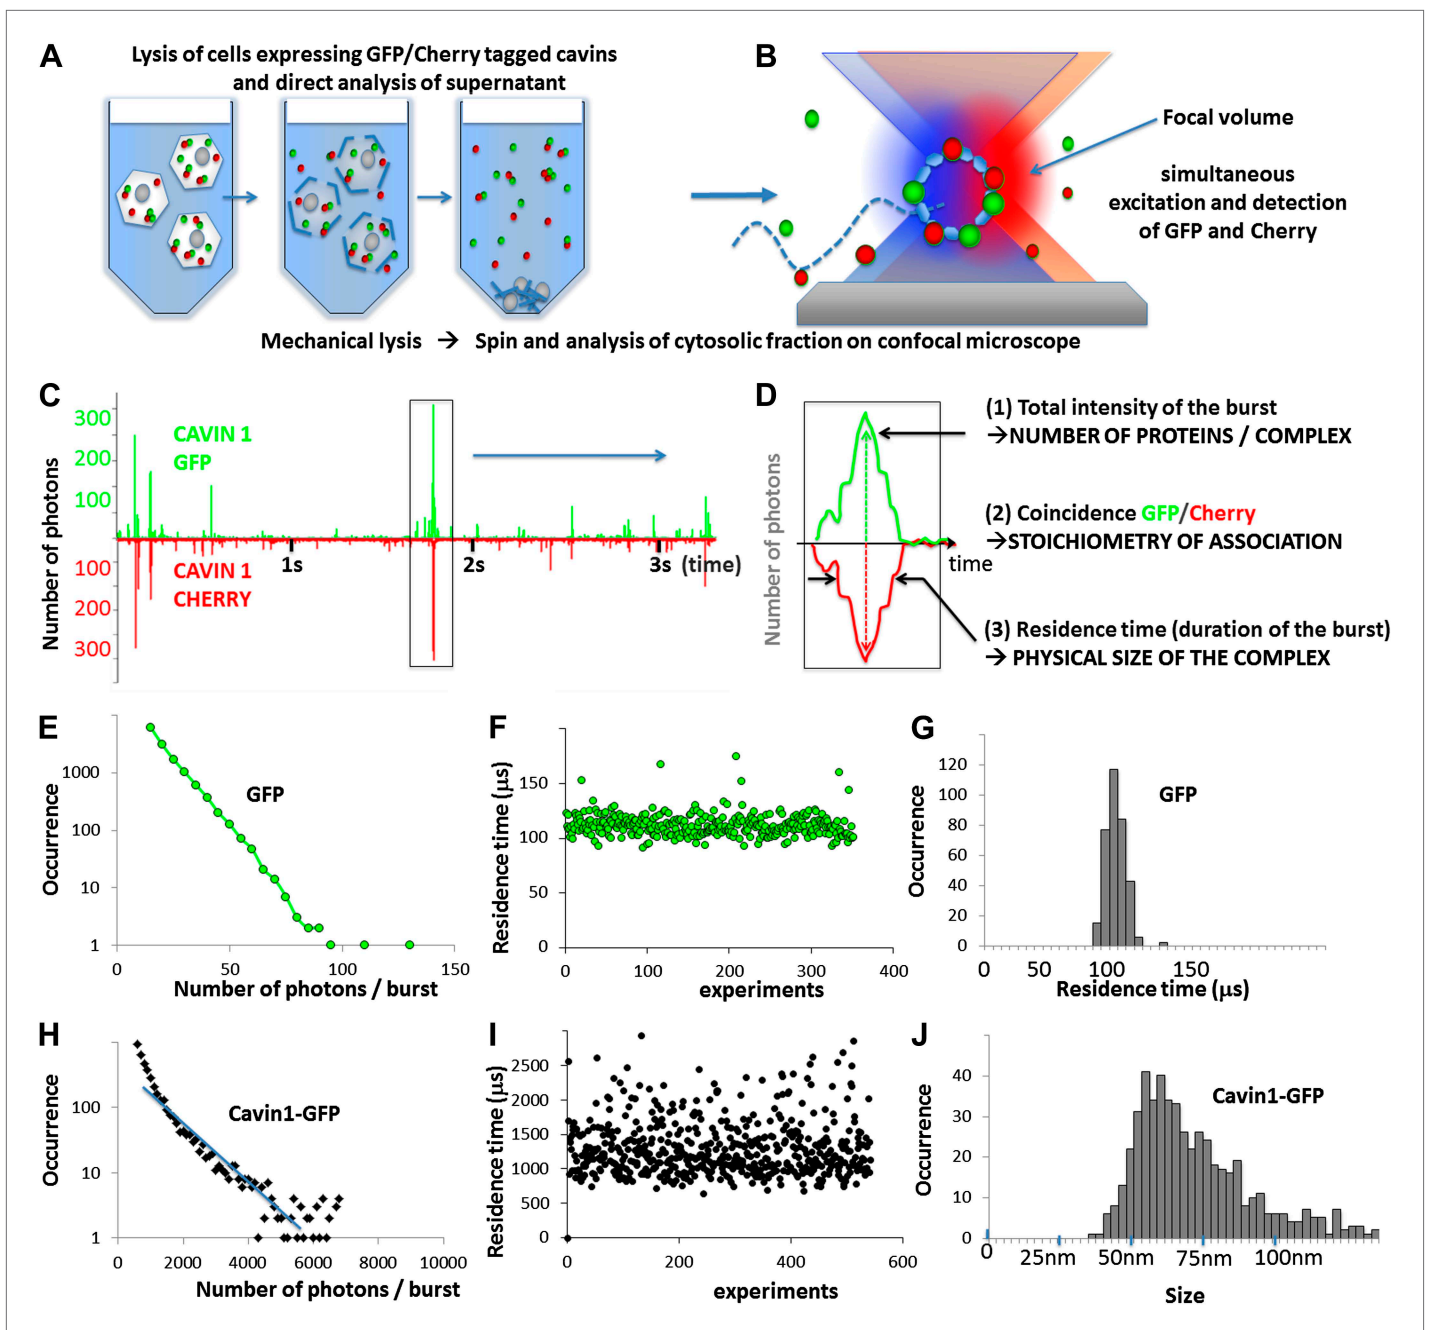 A
Lysis of cells expressing GFP/Cherry tagged cavins
and direct analysis of supernatant
B
Focal volume
simultaneous
excitation and detection
of GFP and Cherry
Mechanical lysis → Spin and analysis of cytosolic fraction on confocal microscope
C
Number of photons
300
200
100
100
200
300
CAVIN 1
GFP
CAVIN 1
CHERRY
1s
2s
3s
(time)
D
Number of photons
time
(1) Total intensity of the burst
→NUMBER OF PROTEINS / COMPLEX
(2) Coincidence GFP/Cherry
→STOICHIOMETRY OF ASSOCIATION
(3) Residence time (duration of the burst)
→ PHYSICAL SIZE OF THE COMPLEX
E
Occurrence
1000
100
10
1
GFP
0 50 100 150
Number of photons / burst
F
Residence time (μs)
150
100
50
0
0 100 200 300 400
experiments
G
Occurrence
120
100
80
60
40
20
0
GFP
0 50 100 150
Residence time (μs)
H
Occurrence
100
10
1
Cavin1-GFP
0 2000 4000 6000 8000 10000
Number of photons / burst
I
Residence time (μs)
2500
2000
1500
1000
500
0
0 200 400 600
experiments
J
Occurrence
40
30
20
10
0
Cavin1-GFP
0 25nm 50nm 75nm 100nm
Size